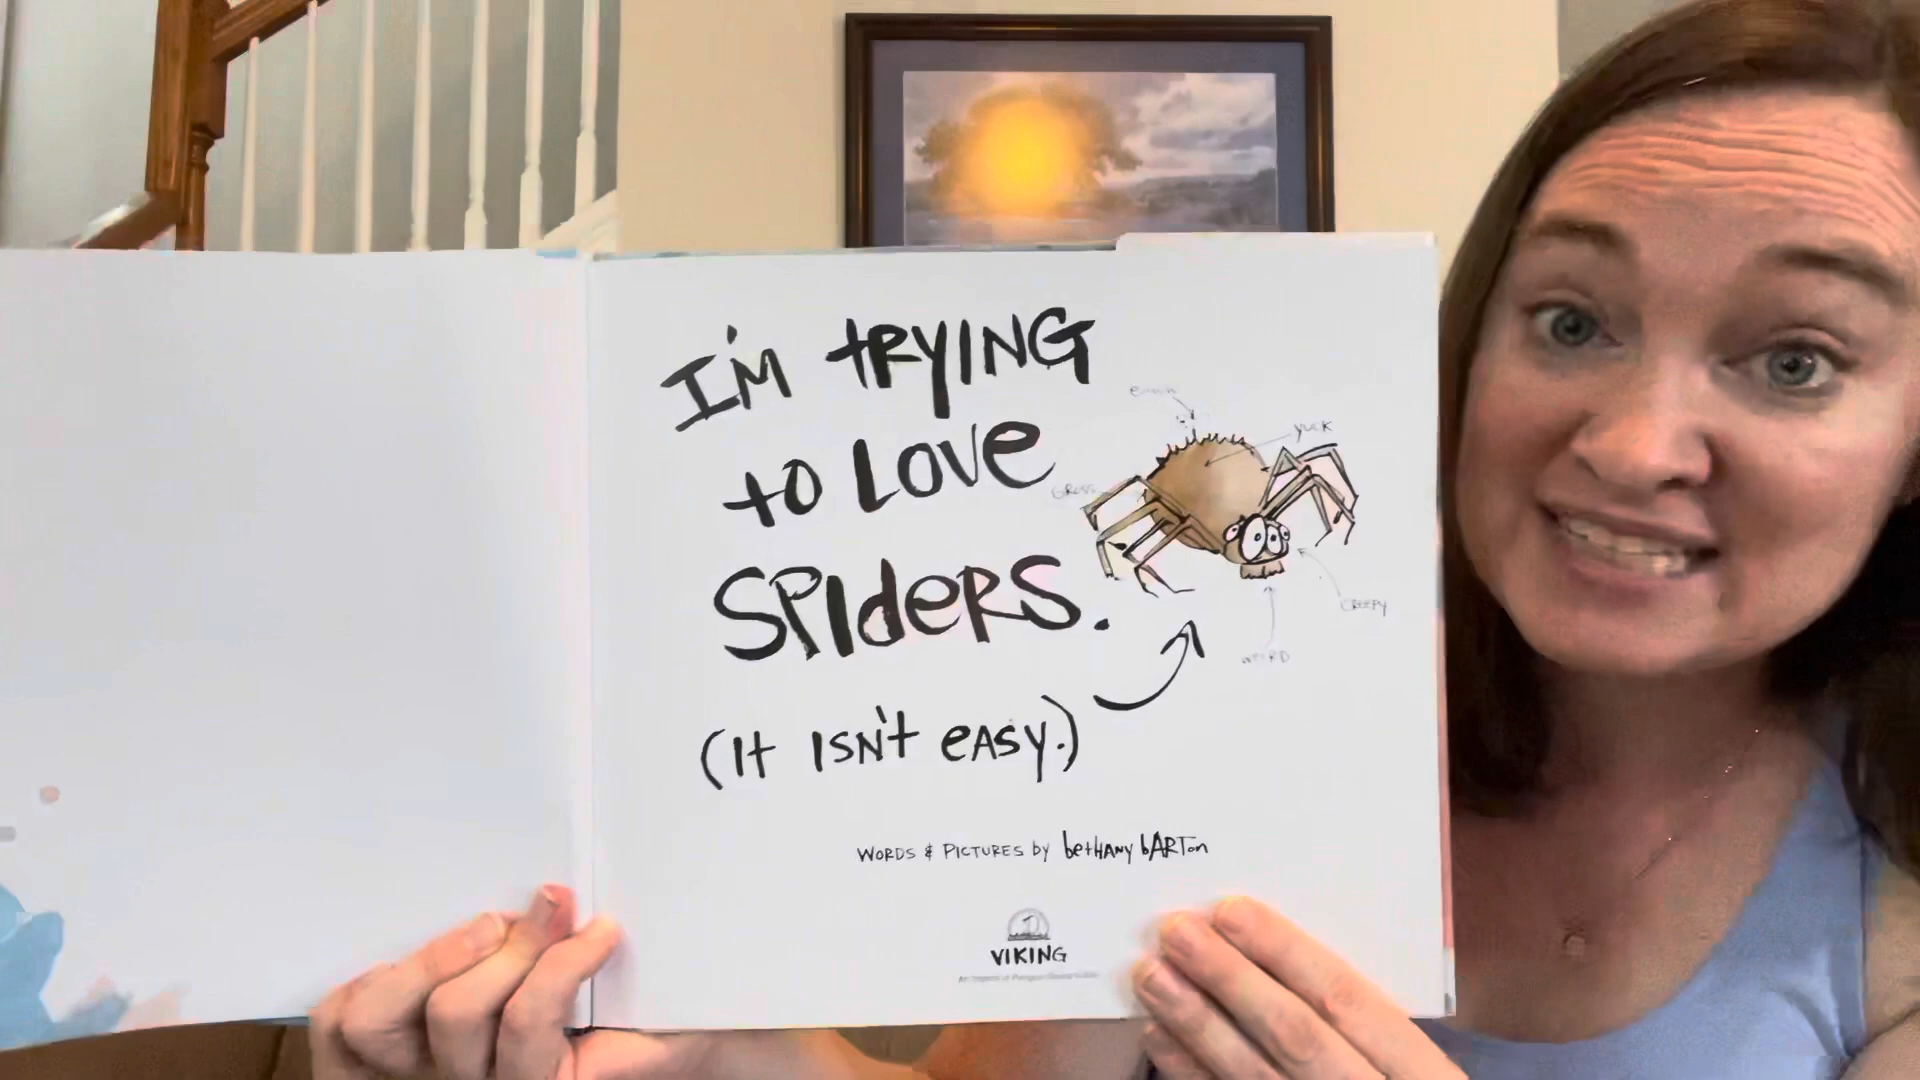 I'M TRYING
TO LOVE
SPIDERS.
(IT ISN'T EASY.)
YUCK
GROSS
CREEPY
WEIRD
WORDS & PICTURES by bethany bARTon
VIKING